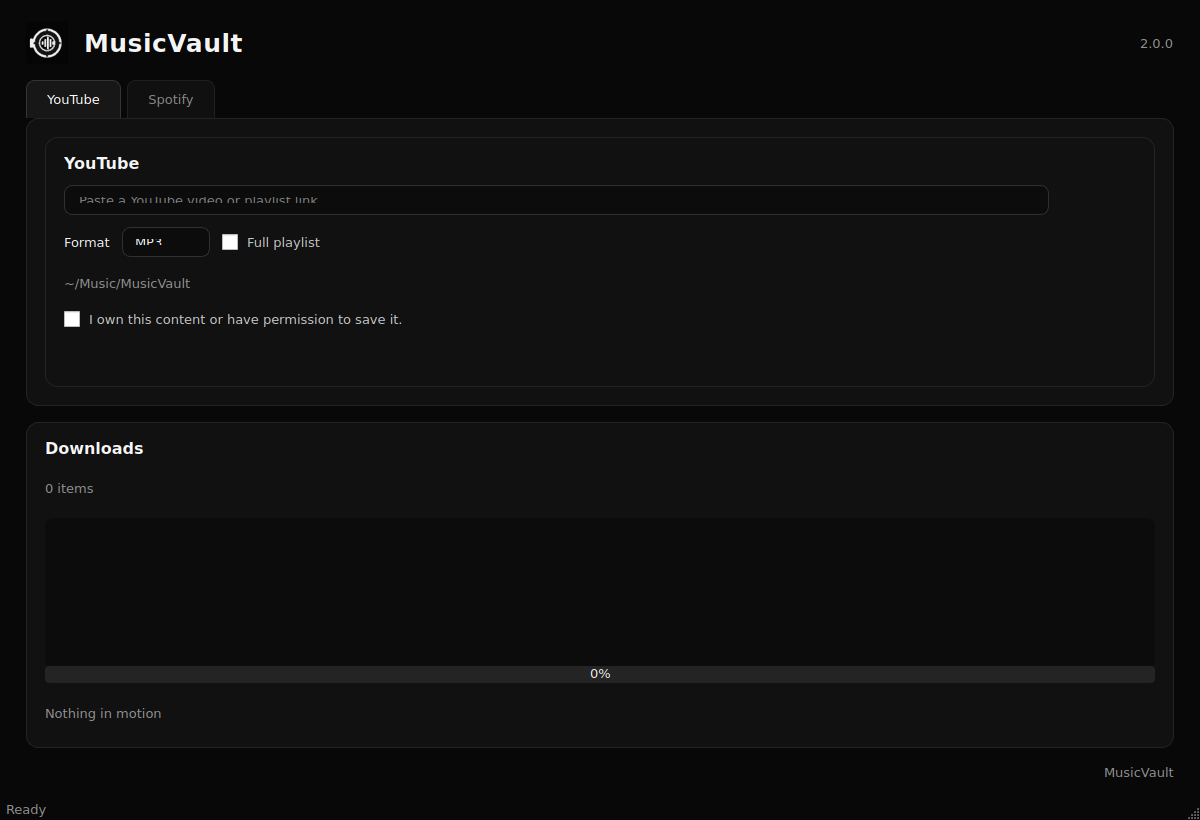 MusicVault
2.0.0
YouTube
Spotify
YouTube
Paste a YouTube video or playlist link
Format
MP3
Full playlist
~/Music/MusicVault
I own this content or have permission to save it.
Downloads
0 items
0%
Nothing in motion
MusicVault
Ready